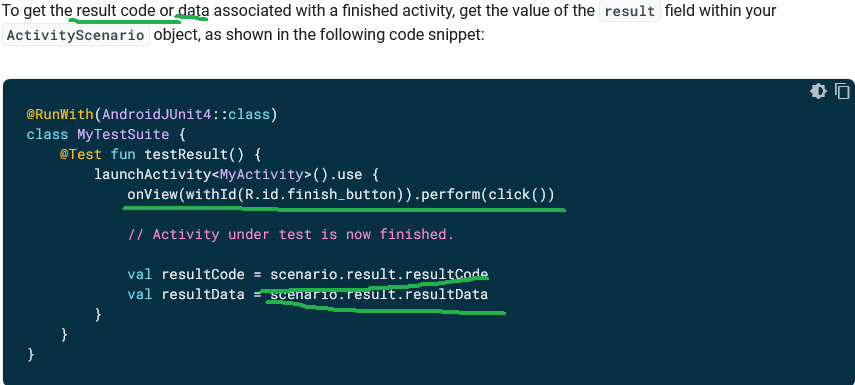 To get the result code or data associated with a finished activity, get the value of the result field within your
ActivityScenario object, as shown in the following code snippet:
@RunWith(AndroidJUnit4::class)
class MyTestSuite {
    @Test fun testResult() {
        launchActivity<MyActivity>().use {
            onView(withId(R.id.finish_button)).perform(click())
            // Activity under test is now finished.
            val resultCode = scenario.result.resultCode
            val resultData = scenario.result.resultData
        }
    }
}